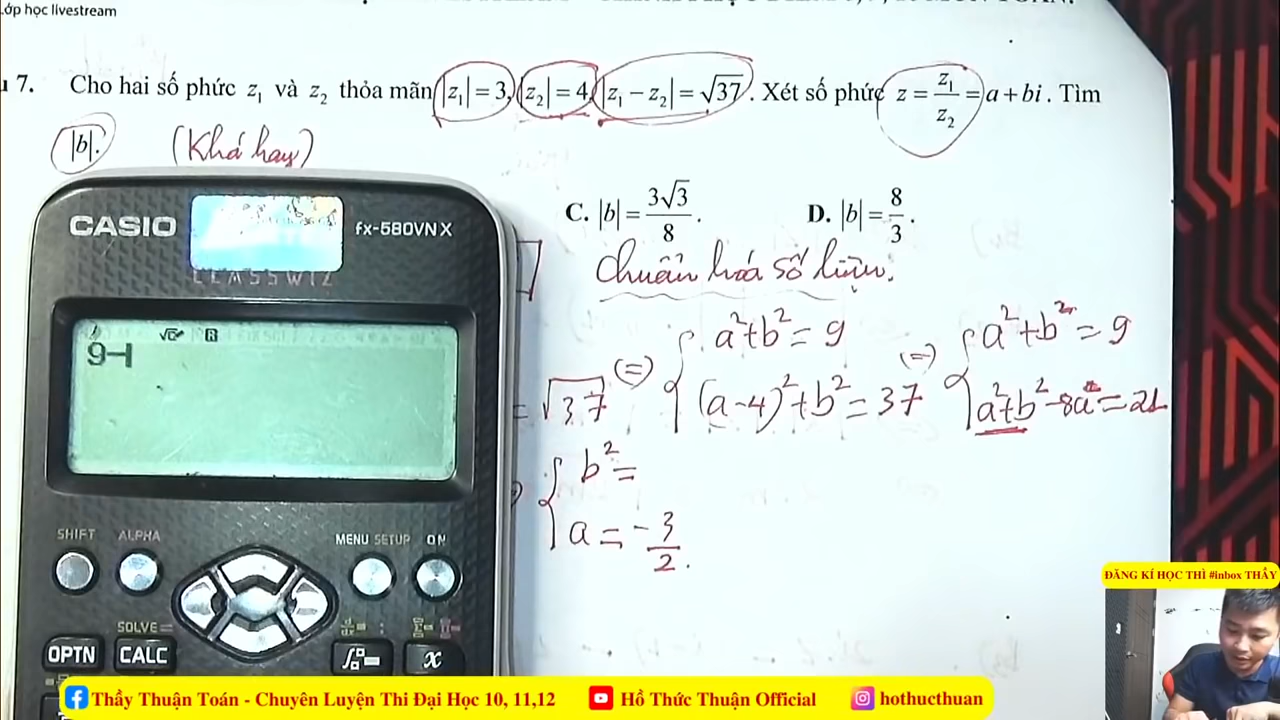 Lớp học livestream
u 7. Cho hai số phức z₁ và z₂ thỏa mãn |z₁| = 3, |z₂| = 4, |z₁ − z₂| = √37. Xét số phức z = z₁/z₂ = a + bi. Tìm
|b|. (Khá hay)
C. |b| = 3√3/8. D. |b| = 8/3.
Chuẩn hoá số liệu.
= √37 (=) { a² + b² = 9 (=) { a² + b² = 9
(a − 4)² + b² = 37 a² + b² − 8a = 21
{ b² =
a = −3/2.
CASIO fx-580VN X
CLASSWIZ
√ R
9−
SHIFT ALPHA MENU SETUP ON
SOLVE =
OPTN CALC x
ĐĂNG KÍ HỌC THÌ #inbox THẦY
Thầy Thuận Toán - Chuyên Luyện Thi Đại Học 10, 11,12 Hồ Thức Thuận Official hothucthuan